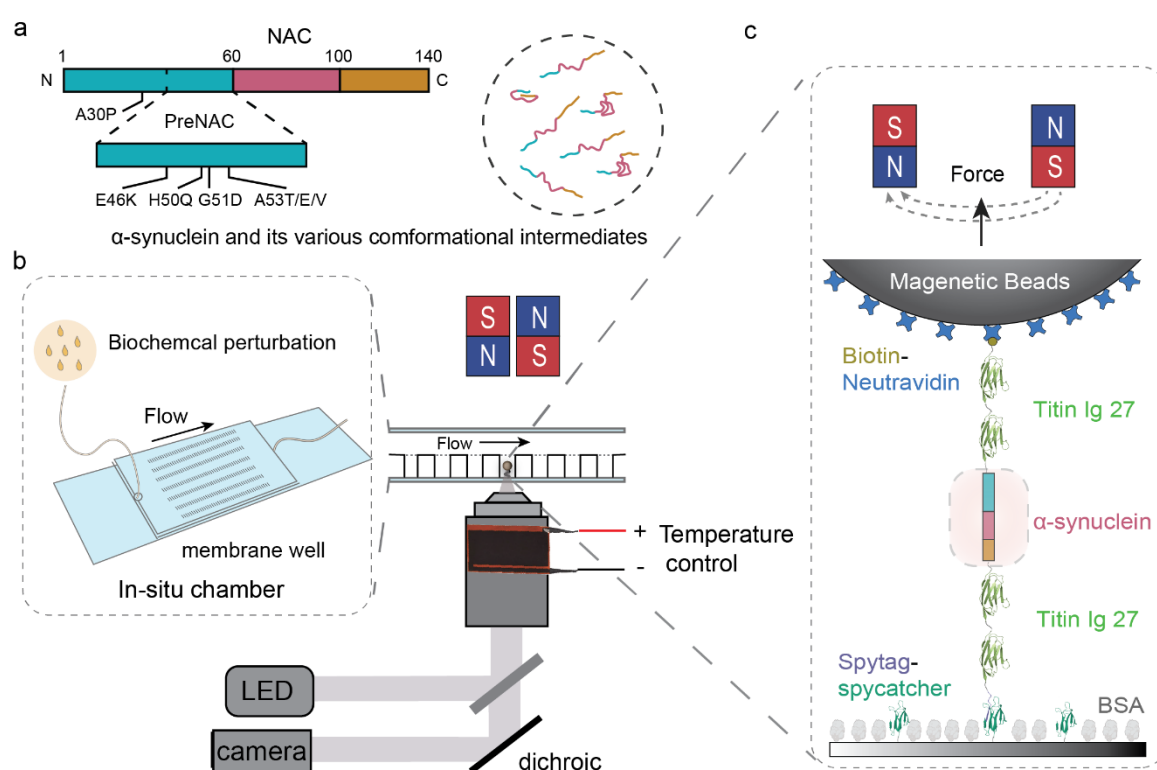 a
NAC
1
60
100
140
N
C
A30P
PreNAC
E46K
H50Q
G51D
A53T/E/V
α-synuclein and its various comformational intermediates
b
Biochemcal perturbation
Flow
membrane well
In-situ chamber
S
N
N
S
Flow
+
-
Temperature
control
LED
camera
dichroic
c
S
N
N
S
Force
Magenetic Beads
Biotin-
Neutravidin
Titin Ig 27
α-synuclein
Titin Ig 27
Spytag-
spycatcher
BSA